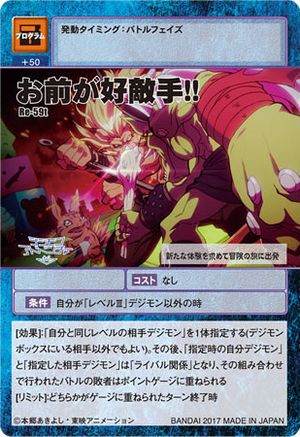 プログラム
+50
発動タイミング：バトルフェイズ
お前が好敵手!!
Re-59t
新たな体験を求めて冒険の旅に出発
コスト なし
条件 自分が「レベルⅢ」デジモン以外の時
[効果]：「自分と同じレベルの相手デジモン」を1体指定する(デジモン
ボックスにいる相手以外でもよい)。その後、「指定時の自分デジモン」
と「指定した相手デジモン」は「ライバル関係」となり、その組み合わせ
で行われたバトルの敗者はポイントゲージに重ねられる
[リミット]：どちらかがゲージに重ねられたターン終了時
©本郷あきよし・東映アニメーション BANDAI 2017 MADE IN JAPAN